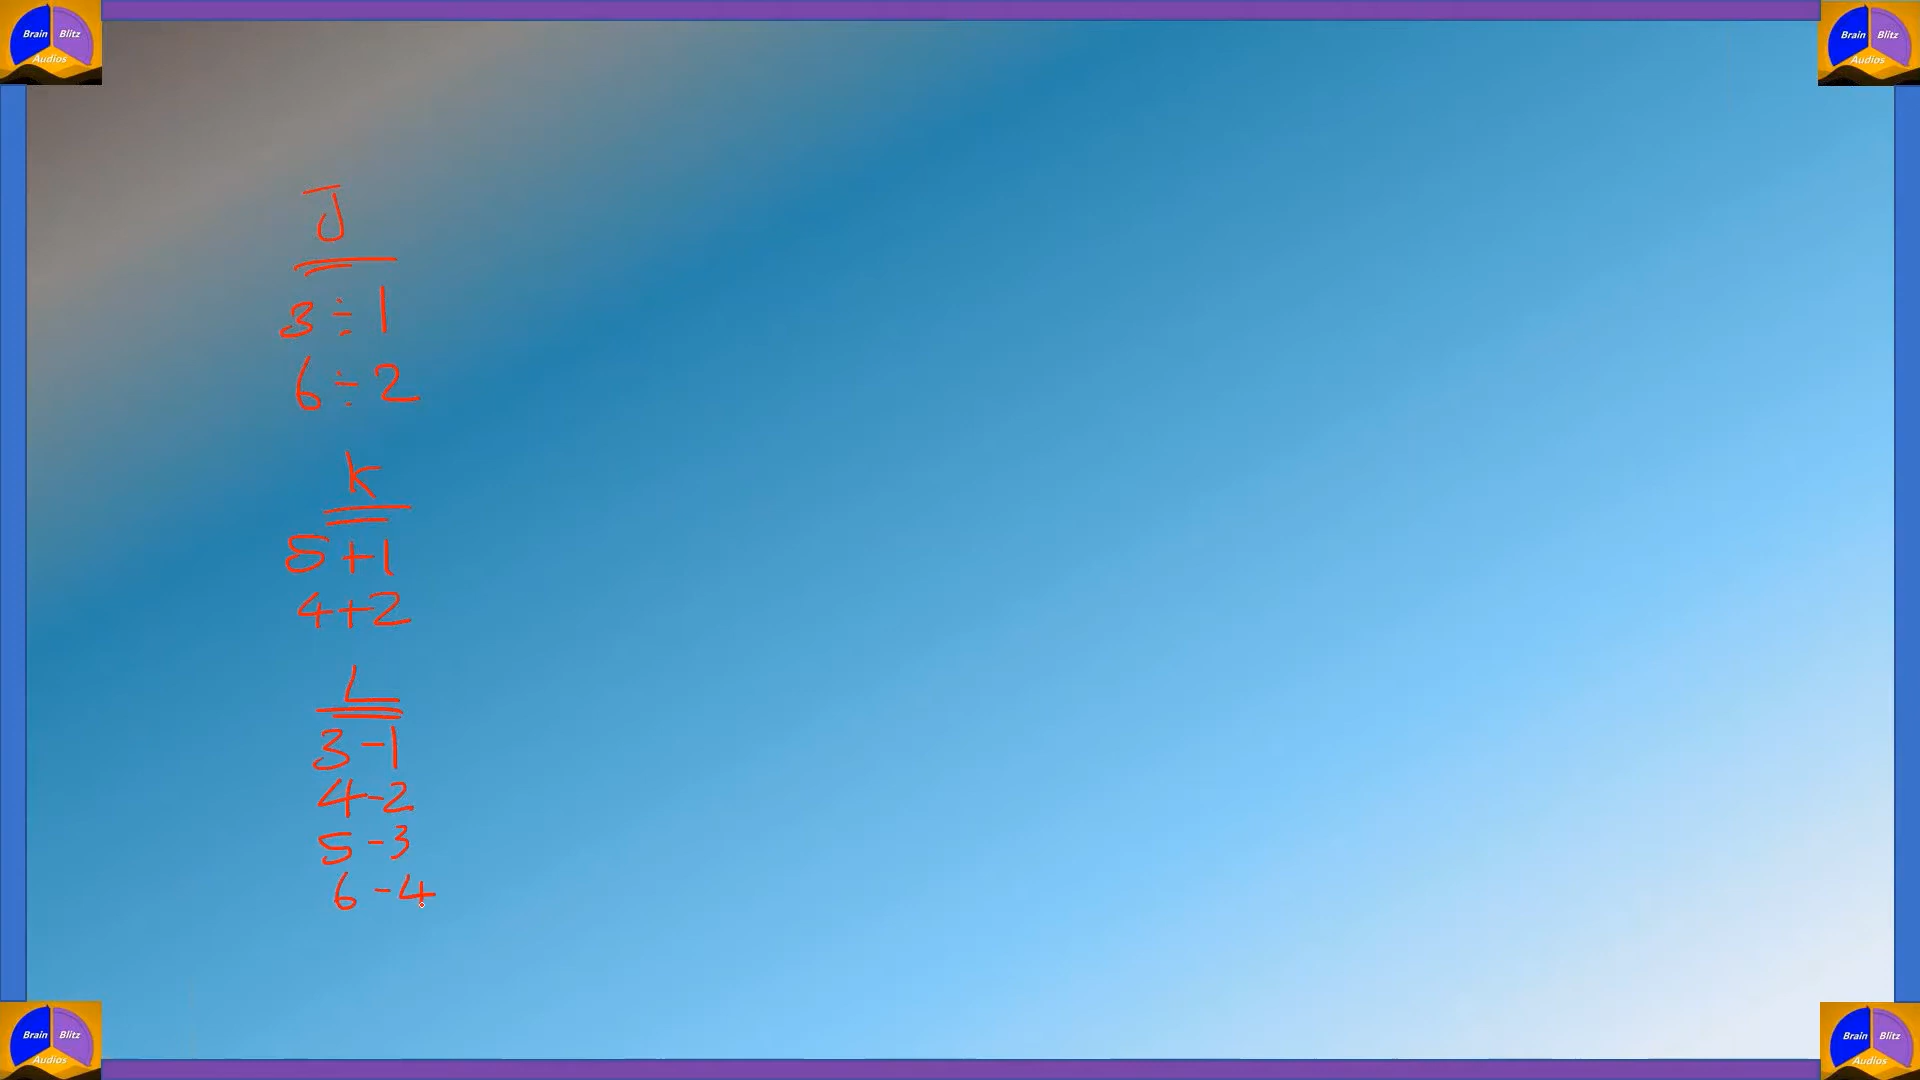 Brain Blitz
Audios
Brain Blitz
Audios
J
3 ÷ 1
6 ÷ 2
K
5 + 1
4 + 2
L
3 - 1
4 - 2
5 - 3
6 - 4
Brain Blitz
Audios
Brain Blitz
Audios